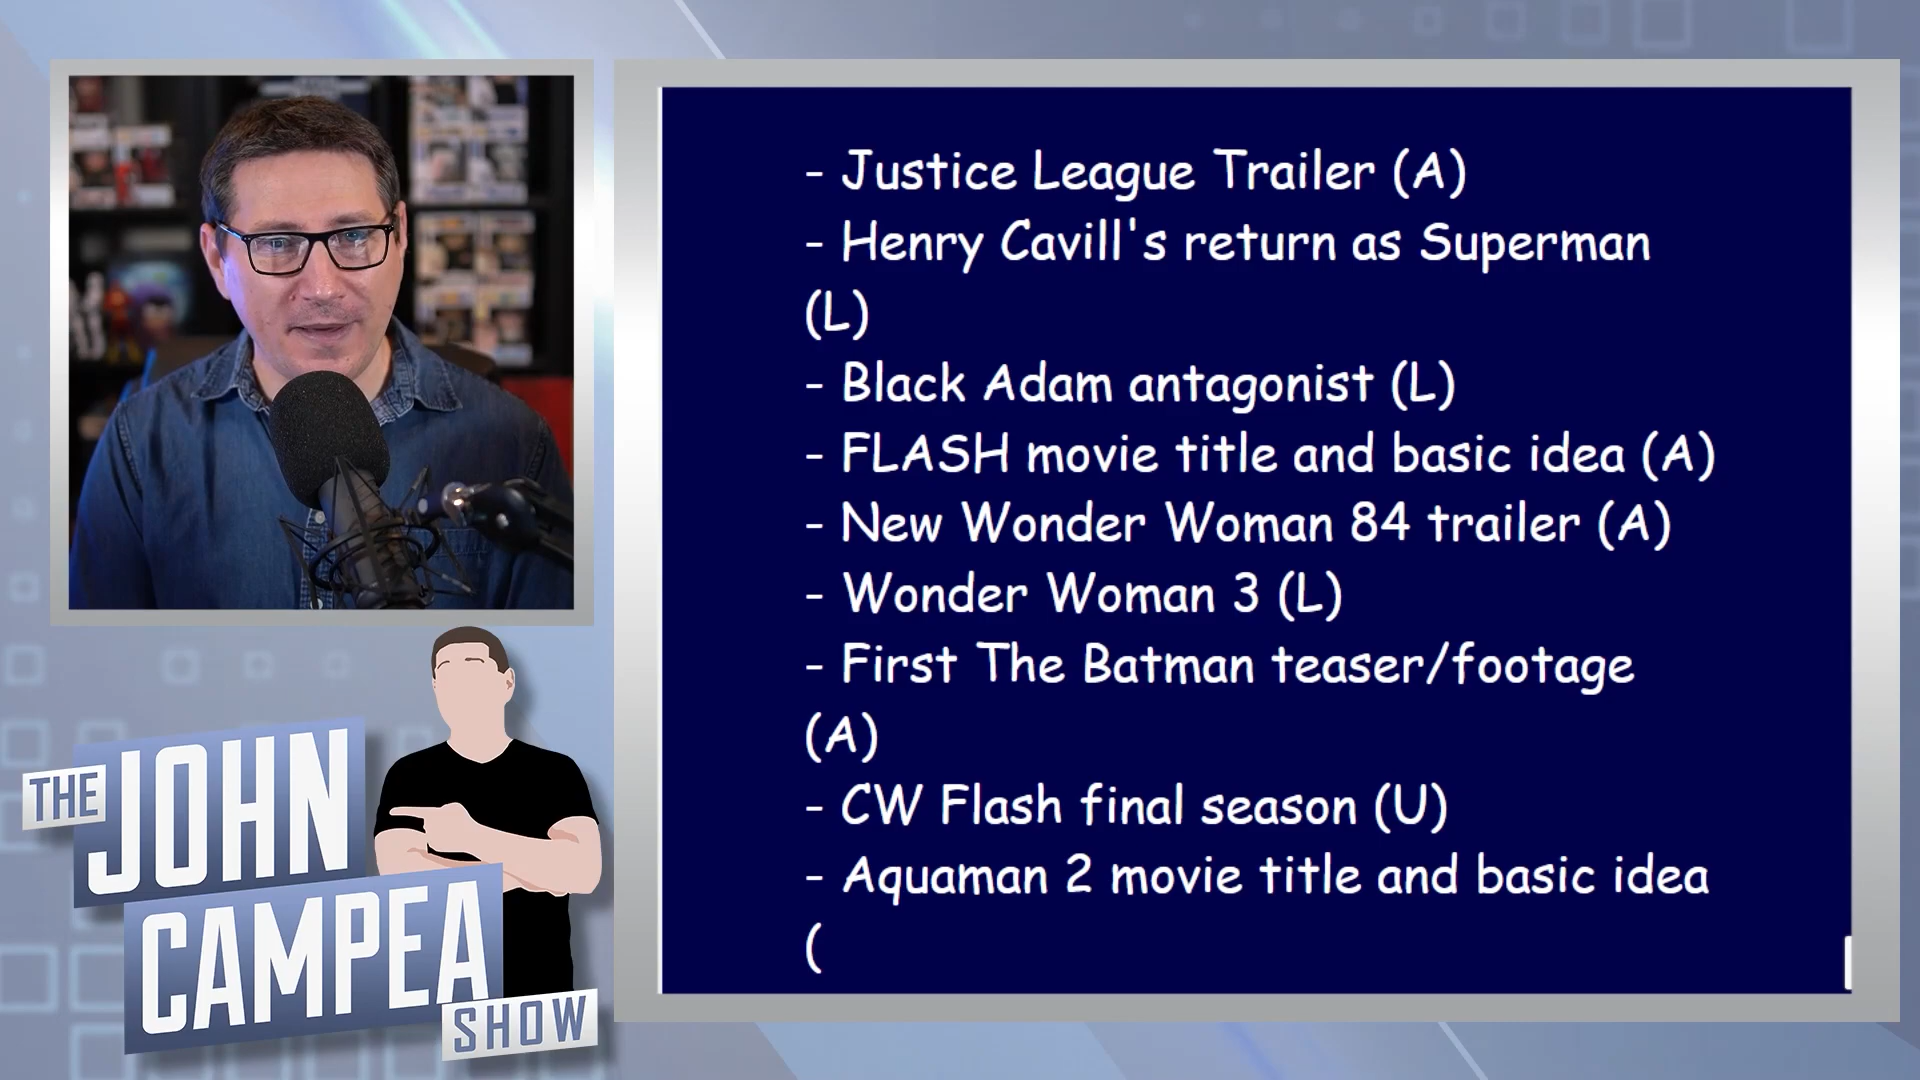 - Justice League Trailer (A)
- Henry Cavill's return as Superman
(L)
- Black Adam antagonist (L)
- FLASH movie title and basic idea (A)
- New Wonder Woman 84 trailer (A)
- Wonder Woman 3 (L)
- First The Batman teaser/footage
(A)
- CW Flash final season (U)
- Aquaman 2 movie title and basic idea
(
THE
JOHN
CAMPEA
SHOW